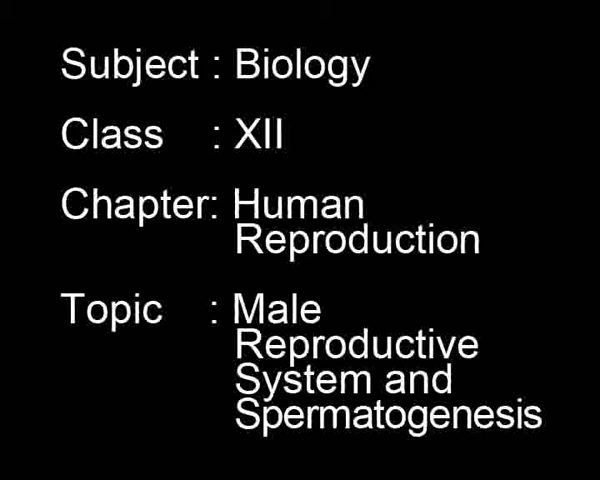 Subject : Biology
Class : XII
Chapter: Human
Reproduction
Topic : Male
Reproductive
System and
Spermatogenesis